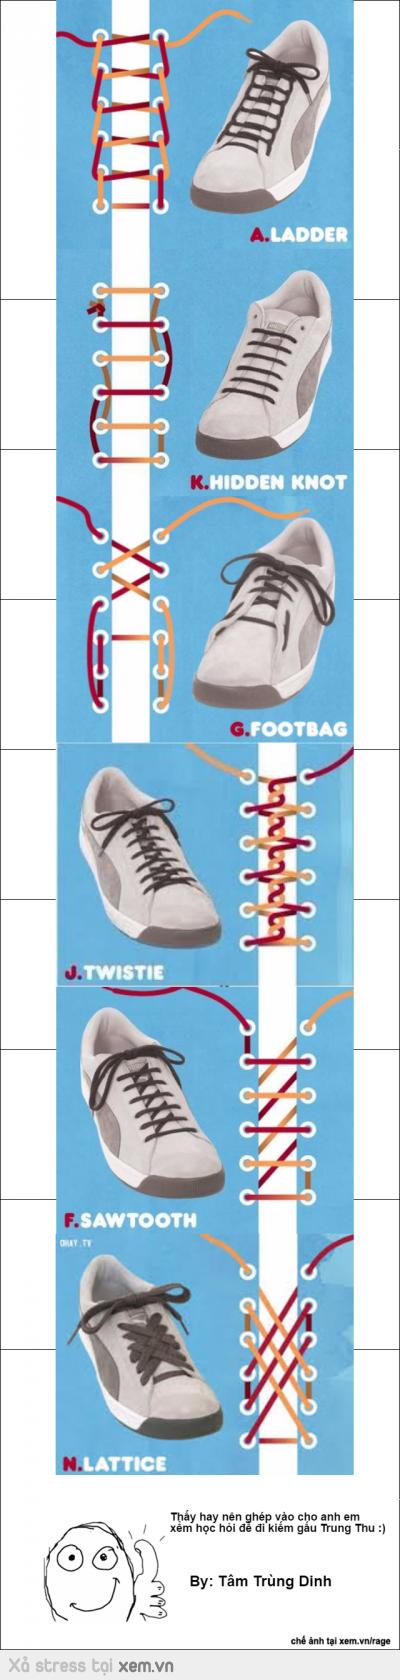 A.LADDER
K.HIDDEN KNOT
G.FOOTBAG
J.TWISTIE
F.SAWTOOTH
OHAY.TV
N.LATTICE
Thấy hay nên ghép vào cho anh em
xem học hỏi để đi kiếm gấu Trung Thu :)
By: Tâm Trùng Dinh
chế ảnh tại xem.vn/rage
Xả stress tại xem.vn